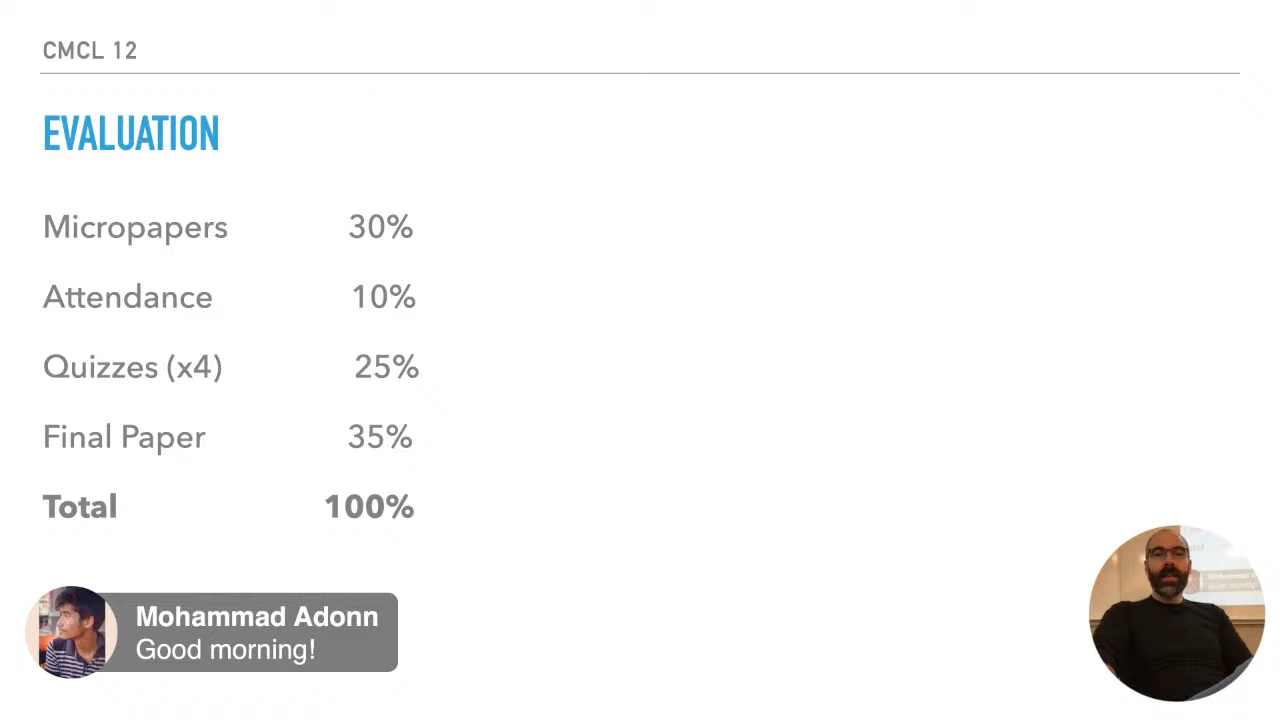 CMCL 12
EVALUATION
Micropapers 30%
Attendance 10%
Quizzes (x4) 25%
Final Paper 35%
Total 100%
Mohammad Adonn
Good morning!